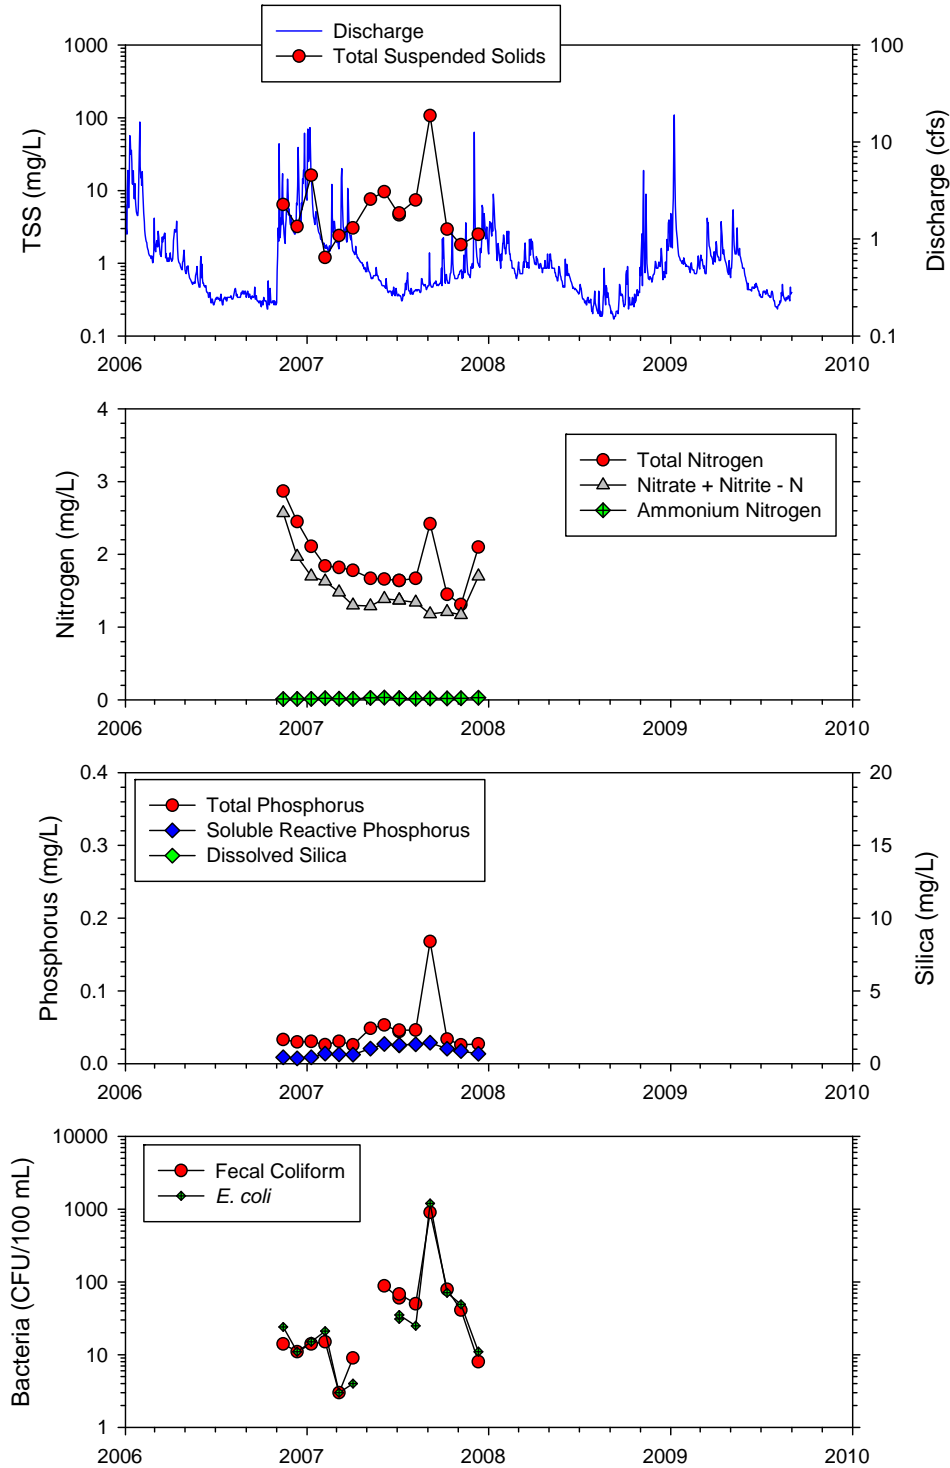 Discharge
Total Suspended Solids
1000
100
10
1
0.1
TSS (mg/L)
100
10
1
0.1
Discharge (cfs)
2006 2007 2008 2009 2010
4
3
2
1
0
Nitrogen (mg/L)
Total Nitrogen
Nitrate + Nitrite - N
Ammonium Nitrogen
2006 2007 2008 2009 2010
0.4
0.3
0.2
0.1
0.0
Phosphorus (mg/L)
Total Phosphorus
Soluble Reactive Phosphorus
Dissolved Silica
20
15
10
5
0
Silica (mg/L)
2006 2007 2008 2009 2010
10000
1000
100
10
1
Bacteria (CFU/100 mL)
Fecal Coliform
E. coli
2006 2007 2008 2009 2010